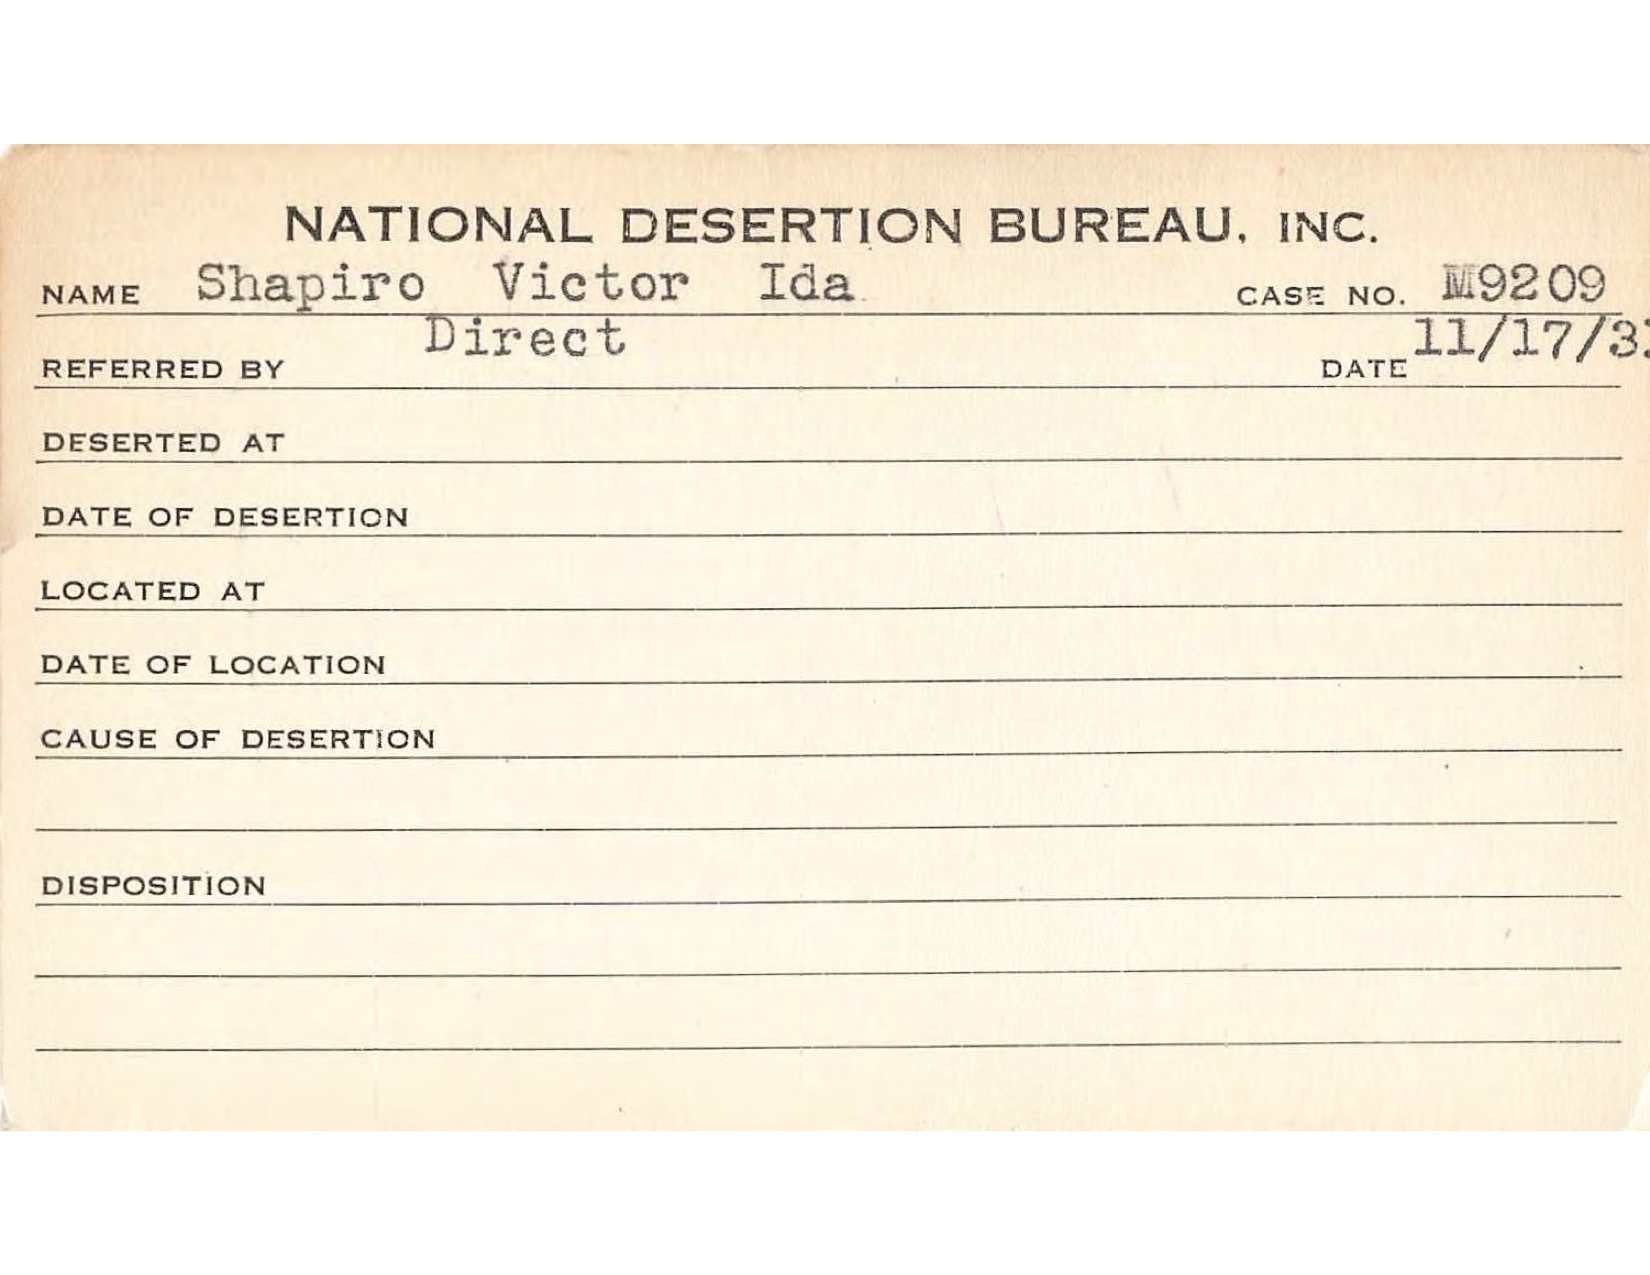 NATIONAL DESERTION BUREAU, INC.
NAME Shapiro Victor Ida CASE NO. M9209
REFERRED BY Direct DATE 11/17/3
DESERTED AT
DATE OF DESERTION
LOCATED AT
DATE OF LOCATION
CAUSE OF DESERTION
DISPOSITION